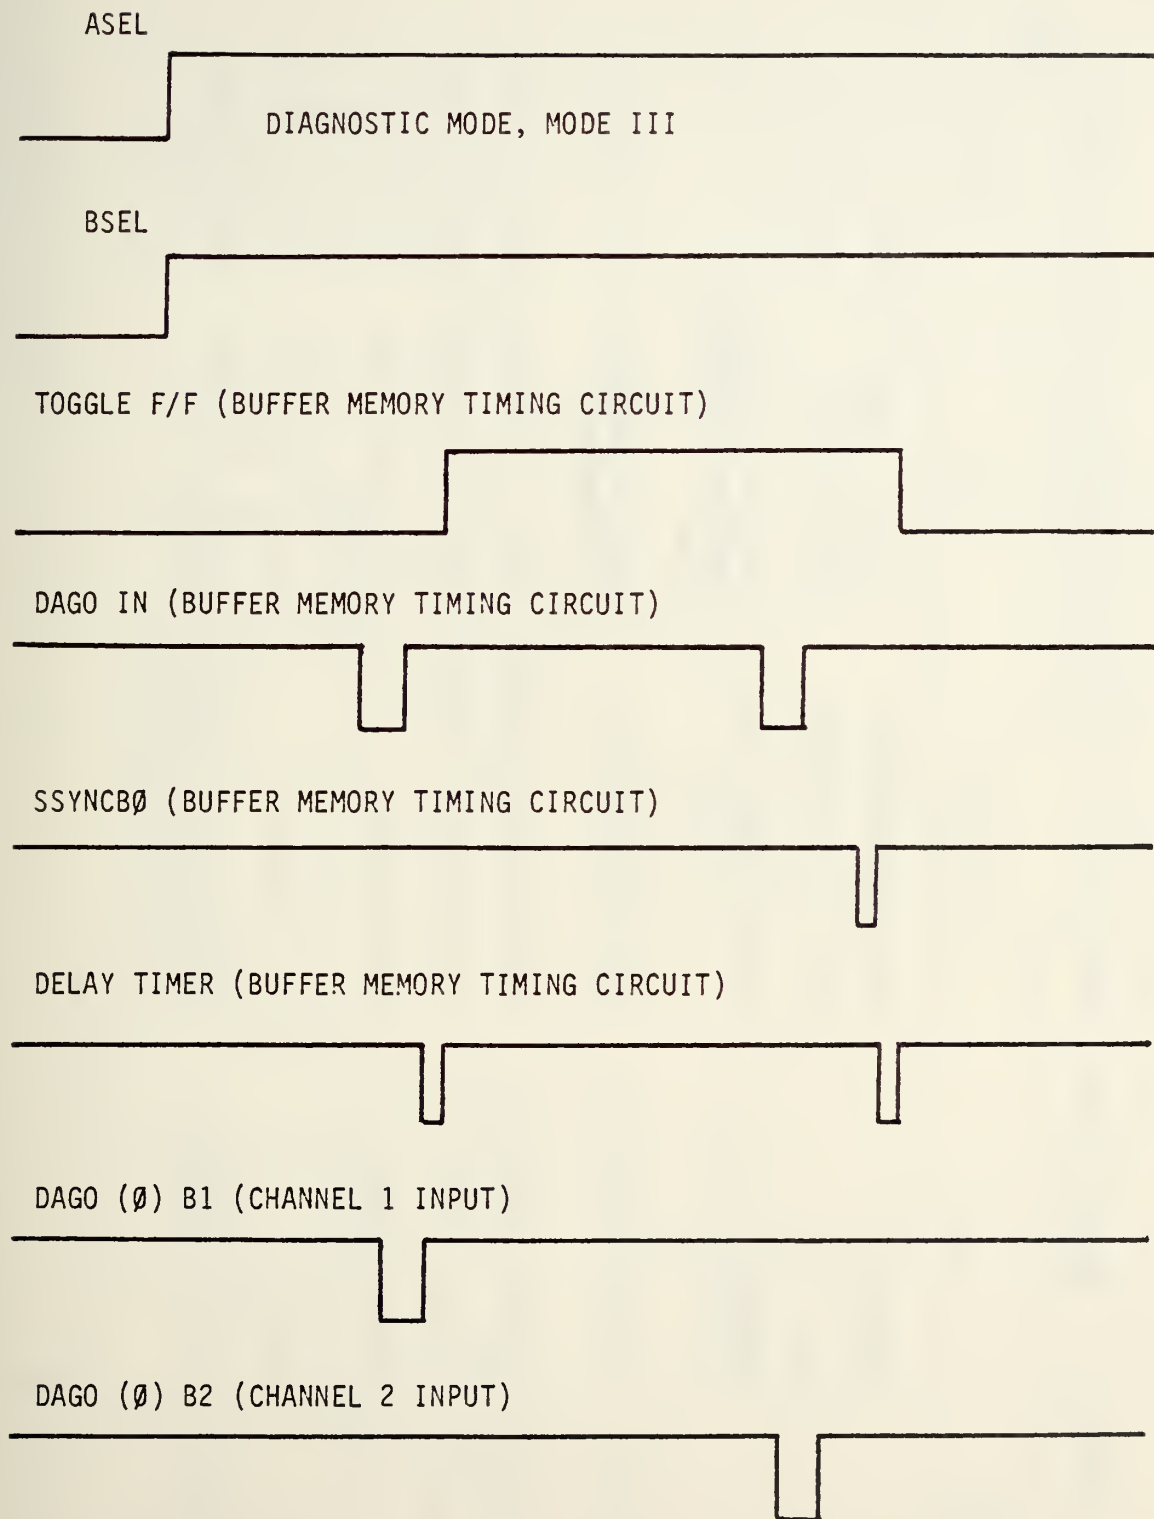 ASEL
DIAGNOSTIC MODE, MODE III
BSEL
TOGGLE F/F (BUFFER MEMORY TIMING CIRCUIT)
DAGO IN (BUFFER MEMORY TIMING CIRCUIT)
SSYNCBØ (BUFFER MEMORY TIMING CIRCUIT)
DELAY TIMER (BUFFER MEMORY TIMING CIRCUIT)
DAGO (Ø) B1 (CHANNEL 1 INPUT)
DAGO (Ø) B2 (CHANNEL 2 INPUT)